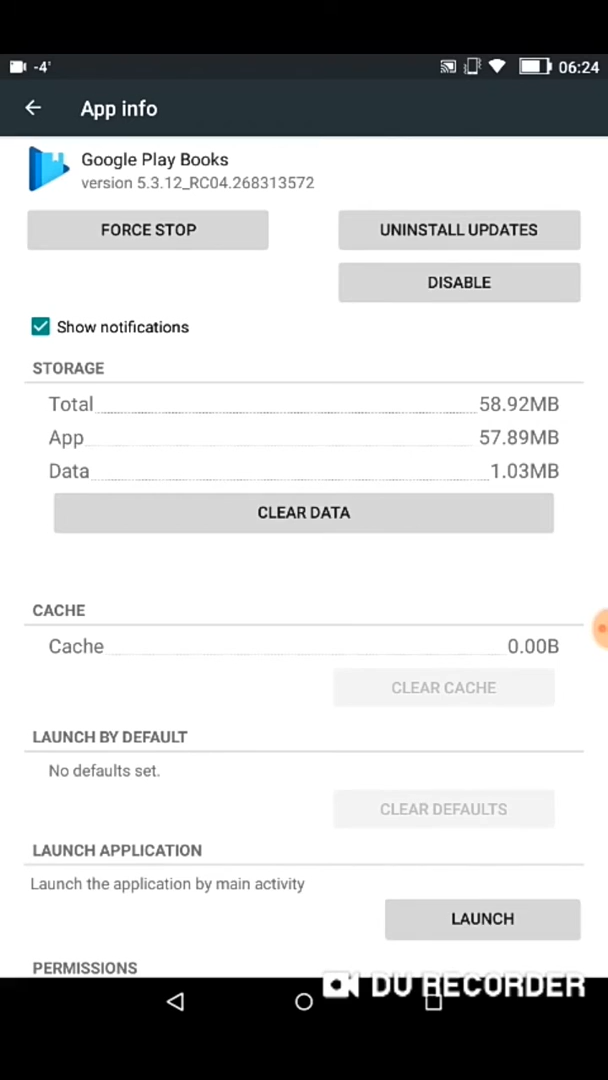 -4° 06:24
App info
Google Play Books
version 5.3.12_RC04.268313572
FORCE STOP UNINSTALL UPDATES
DISABLE
Show notifications
STORAGE
Total 58.92MB
App 57.89MB
Data 1.03MB
CLEAR DATA
CACHE
Cache 0.00B
CLEAR CACHE
LAUNCH BY DEFAULT
No defaults set.
CLEAR DEFAULTS
LAUNCH APPLICATION
Launch the application by main activity
LAUNCH
PERMISSIONS
DU RECORDER